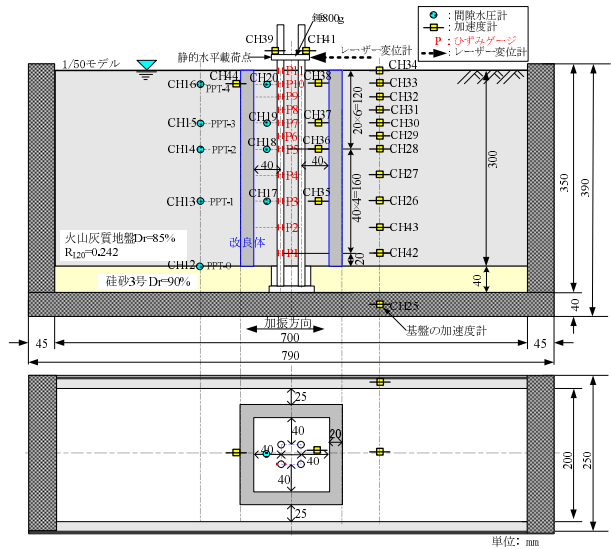 錘800g
CH39
CH41
静的水平載荷点
レーザー変位計
:間隙水圧計
:加速度計
P :ひずみゲージ
:レーザー変位計
1/50モデル
CH34
CH44
CH20
P11
CH38
CH33
CH16
PPT-4
P10
P9
CH32
P8
CH31
CH15
PPT-3
CH19
P7
CH37
CH30
P6
CH29
CH14
PPT-2
CH18
P5
CH36
CH28
20×6=120
40
40
P4
CH27
CH13
PPT-1
CH17
P3
CH35
CH26
40×4=160
300
350
390
P2
CH43
火山灰質地盤Dr=85%
RL20=0.242
改良体
P1
CH42
20
CH12
PPT-0
硅砂3号Dr=90%
40
CH25
40
加振方向
基盤の加速度計
45
700
45
790
25
40
20
40
40
40
25
200
250
単位: mm